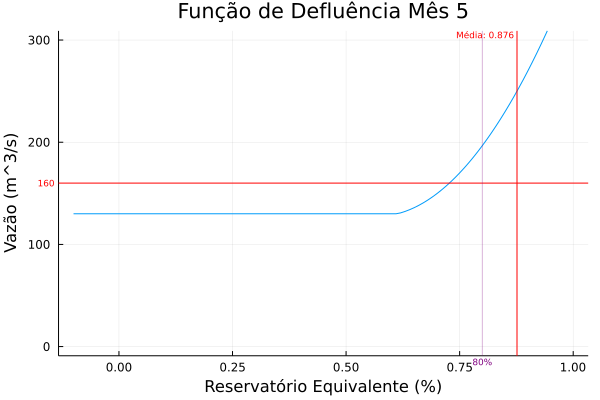 Função de Defluência Mês 5
Média: 0.876
300
200
160
100
0
Vazão (m^3/s)
0.00
0.25
0.50
0.75
80%
1.00
Reservatório Equivalente (%)